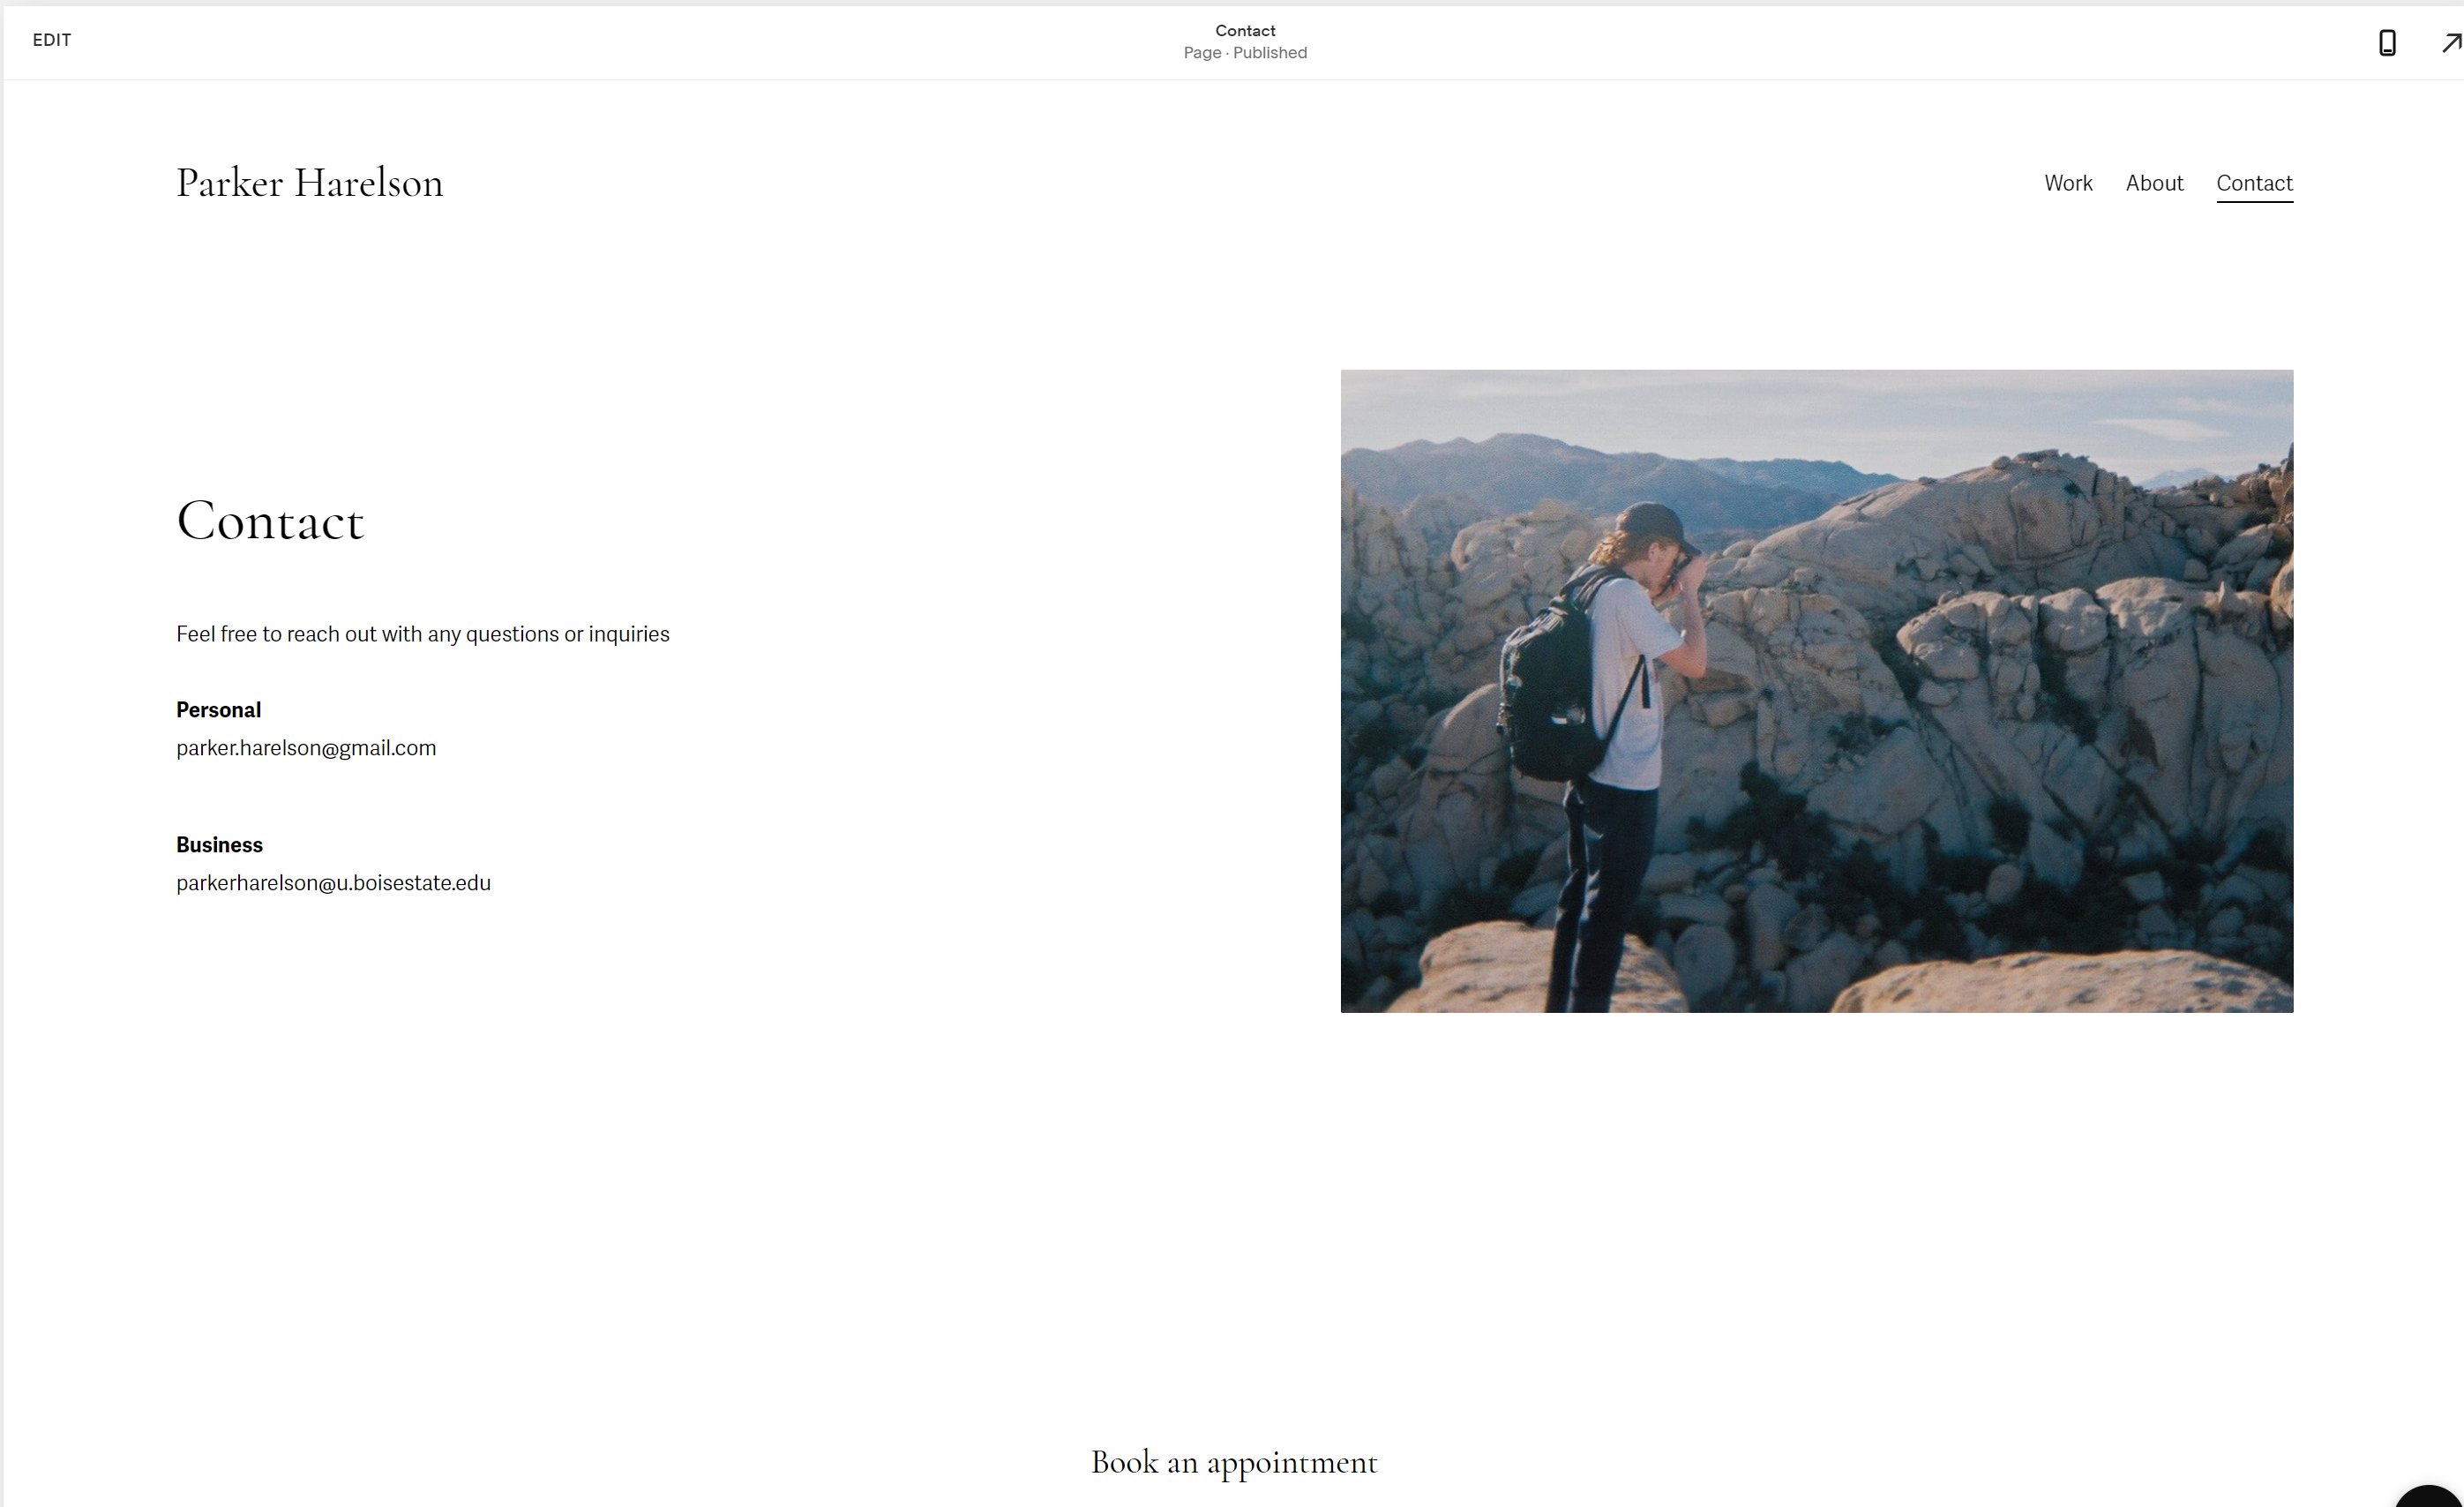 EDIT
Contact
Page · Published
Parker Harelson
Work About Contact
Contact
Feel free to reach out with any questions or inquiries
Personal
parker.harelson@gmail.com
Business
parkerharelson@u.boisestate.edu
Book an appointment